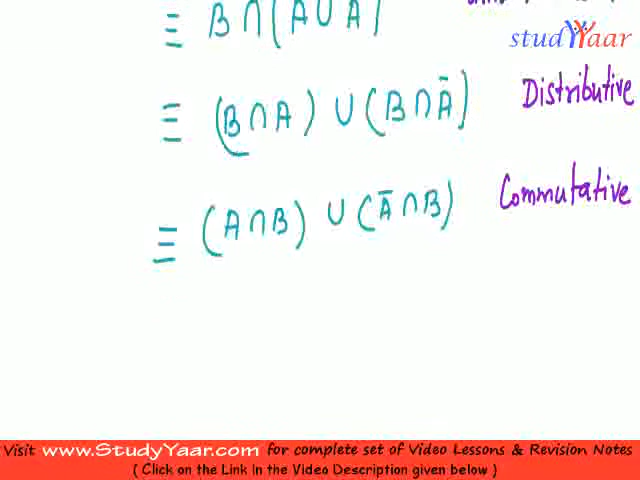 ≡ B ∩ ( A ∪ A )
studYYaar
≡ (B ∩ A) ∪ (B ∩ Ā) Distributive
≡ (A ∩ B) ∪ (Ā ∩ B) Commutative
Visit www.StudyYaar.com for complete set of Video Lessons & Revision Notes
( Click on the Link In the Video Description given below )